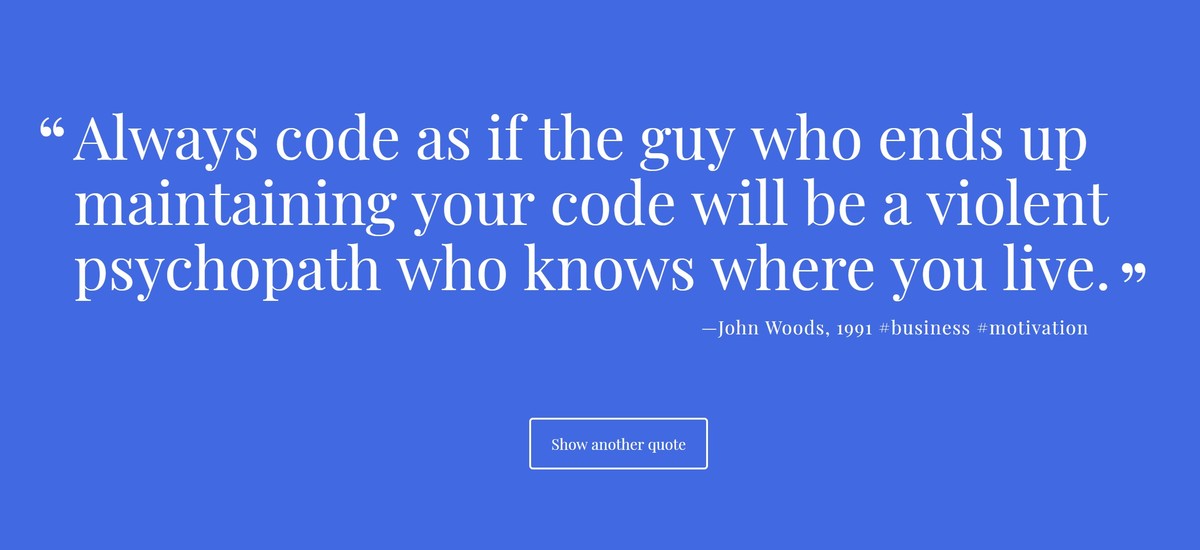 “Always code as if the guy who ends up
maintaining your code will be a violent
psychopath who knows where you live.”
—John Woods, 1991 #business #motivation
Show another quote